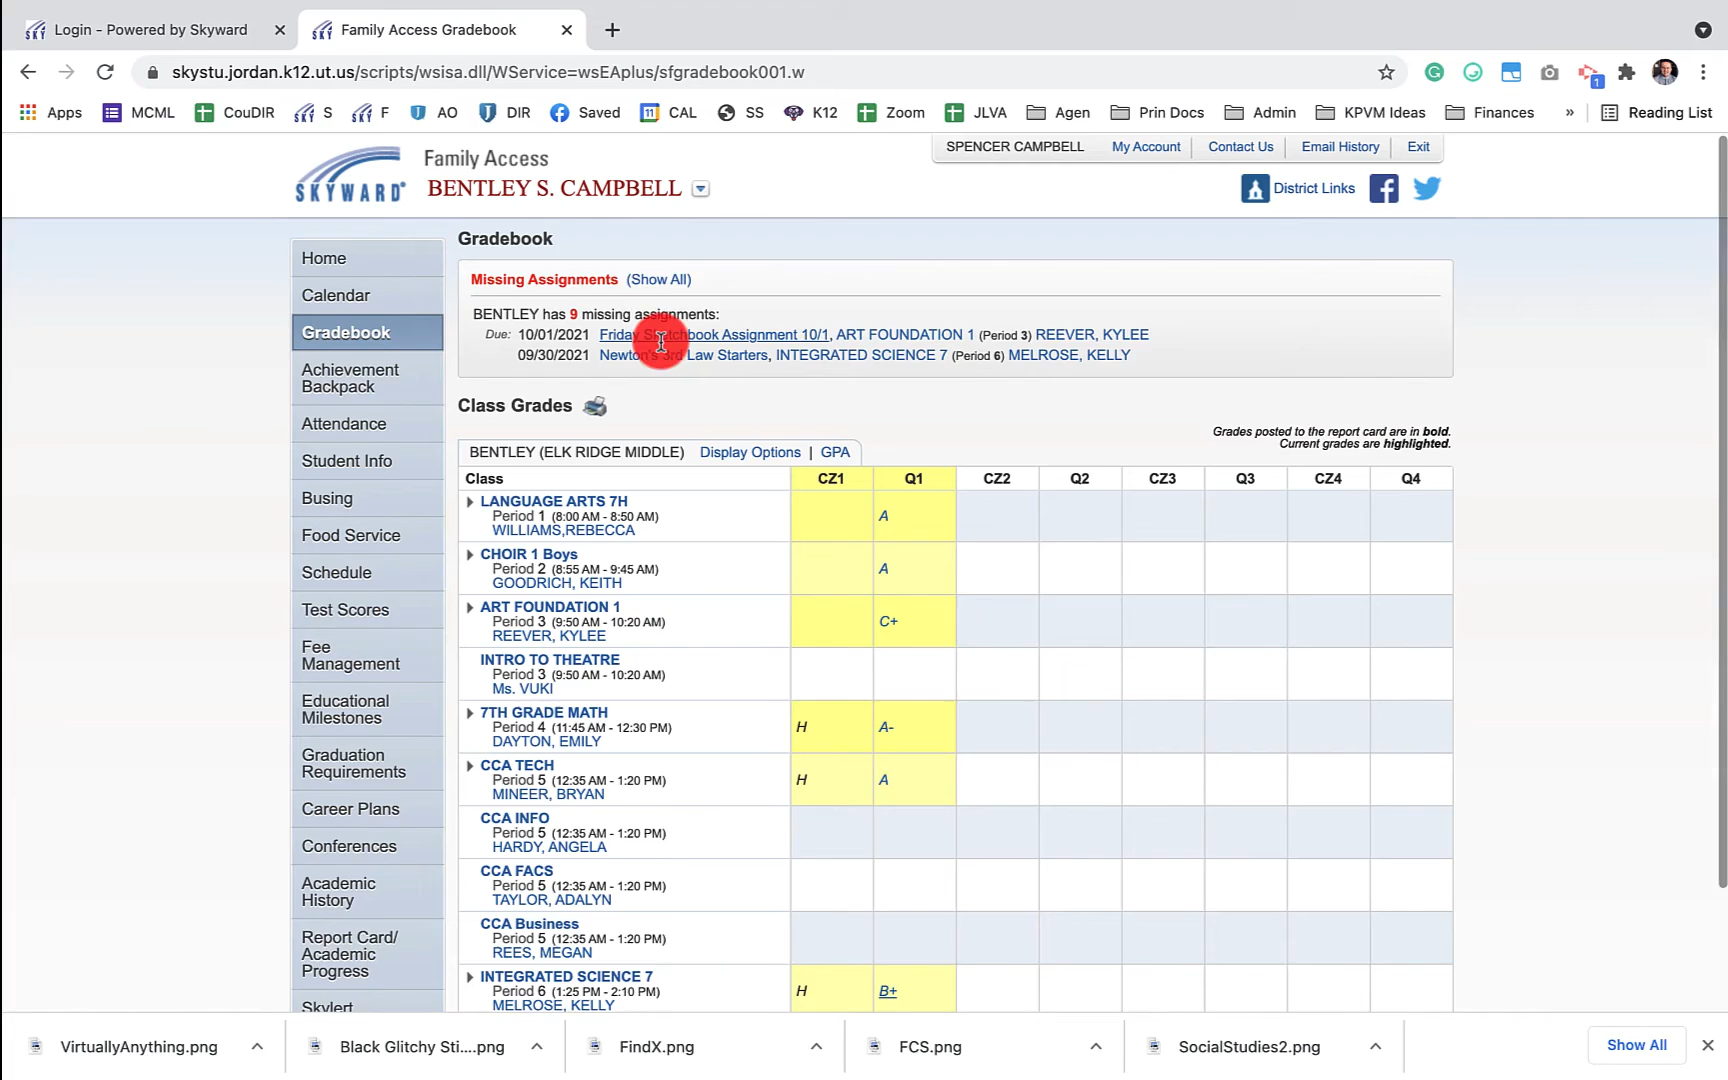 Login - Powered by Skyward
Family Access Gradebook
skystu.jordan.k12.ut.us/scripts/wsisa.dll/WService=wsEAplus/sfgradebook001.w
1
Apps MCML CouDIR S F AO DIR Saved 11 CAL SS K12 Zoom JLVA Agen Prin Docs Admin KPVM Ideas Finances » Reading List
SKYWARD
Family Access
BENTLEY S. CAMPBELL
SPENCER CAMPBELL My Account Contact Us Email History Exit
District Links
Home
Calendar
Gradebook
Achievement
Backpack
Attendance
Student Info
Busing
Food Service
Schedule
Test Scores
Fee
Management
Educational
Milestones
Graduation
Requirements
Career Plans
Conferences
Academic
History
Report Card/
Academic
Progress
Skylert
Gradebook
Missing Assignments (Show All)
BENTLEY has 9 missing assignments:
Due: 10/01/2021 Friday Sketchbook Assignment 10/1, ART FOUNDATION 1 (Period 3) REEVER, KYLEE
09/30/2021 Newton's 3rd Law Starters, INTEGRATED SCIENCE 7 (Period 6) MELROSE, KELLY
Class Grades
Grades posted to the report card are in bold.
Current grades are highlighted.
BENTLEY (ELK RIDGE MIDDLE) Display Options | GPA
Class CZ1 Q1 CZ2 Q2 CZ3 Q3 CZ4 Q4
LANGUAGE ARTS 7H
Period 1 (8:00 AM - 8:50 AM) A
WILLIAMS,REBECCA
CHOIR 1 Boys
Period 2 (8:55 AM - 9:45 AM) A
GOODRICH, KEITH
ART FOUNDATION 1
Period 3 (9:50 AM - 10:20 AM) C+
REEVER, KYLEE
INTRO TO THEATRE
Period 3 (9:50 AM - 10:20 AM)
Ms. VUKI
7TH GRADE MATH
Period 4 (11:45 AM - 12:30 PM) H A-
DAYTON, EMILY
CCA TECH
Period 5 (12:35 AM - 1:20 PM) H A
MINEER, BRYAN
CCA INFO
Period 5 (12:35 AM - 1:20 PM)
HARDY, ANGELA
CCA FACS
Period 5 (12:35 AM - 1:20 PM)
TAYLOR, ADALYN
CCA Business
Period 5 (12:35 AM - 1:20 PM)
REES, MEGAN
INTEGRATED SCIENCE 7
Period 6 (1:25 PM - 2:10 PM) H B+
MELROSE, KELLY
VirtuallyAnything.png Black Glitchy Sti....png FindX.png FCS.png SocialStudies2.png Show All